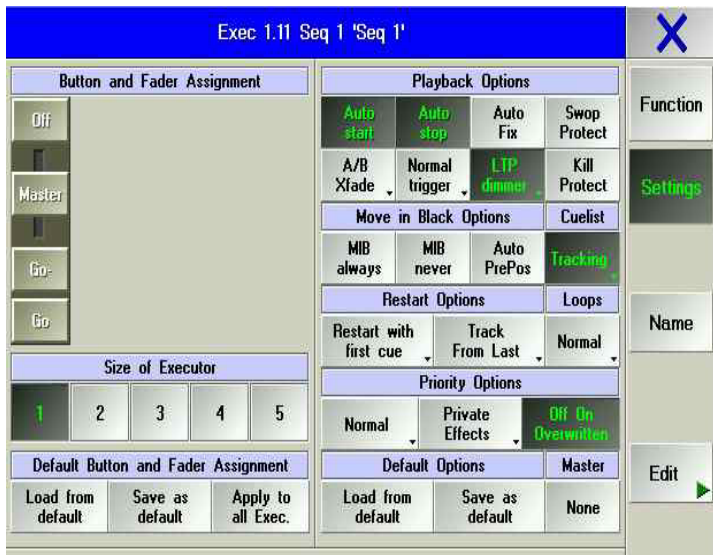 Exec 1.11 Seq 1 'Seq 1'
X
Button and Fader Assignment
Off
Master
Go-
Go
Size of Executor
1 2 3 4 5
Default Button and Fader Assignment
Load from
default
Save as
default
Apply to
all Exec.
Playback Options
Auto
start
Auto
stop
Auto
Fix
Swop
Protect
A/B
Xfade
Normal
trigger
LTP
dimmer
Kill
Protect
Move in Black Options
Cuelist
MIB
always
MIB
never
Auto
PrePos
Tracking
Restart Options
Loops
Restart with
first cue
Track
From Last
Normal
Priority Options
Normal
Private
Effects
Off On
Overwritten
Default Options
Master
Load from
default
Save as
default
None
Function
Settings
Name
Edit